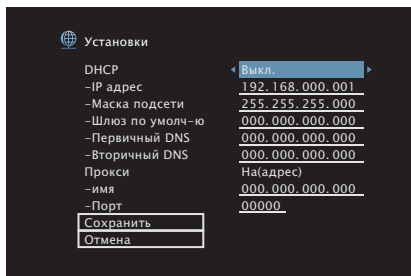 Установки
DHCP Выкл.
–IP адрес 192.168.000.001
–Маска подсети 255.255.255.000
–Шлюз по умолч-ю 000.000.000.000
–Первичный DNS 000.000.000.000
–Вторичный DNS 000.000.000.000
Прокси На(адрес)
–имя 000.000.000.000
–Порт 00000
Сохранить
Отмена